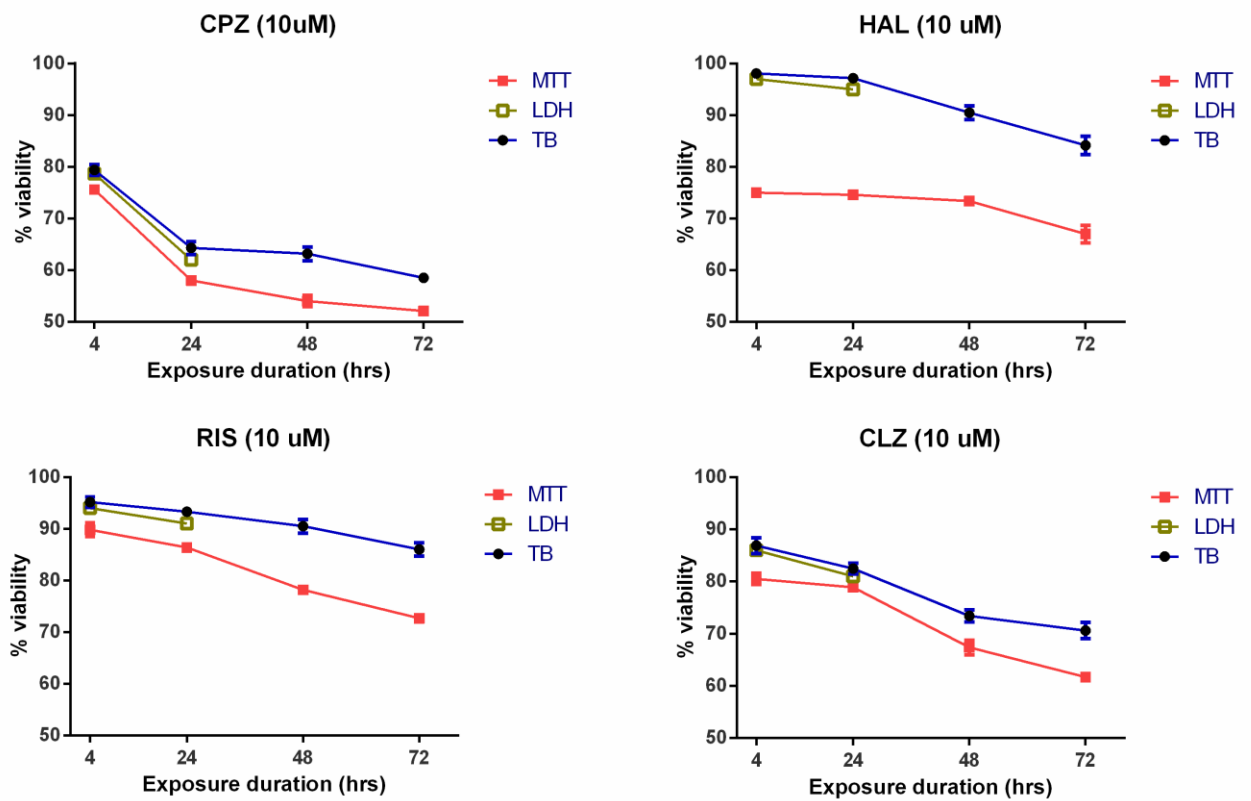 CPZ (10uM)
100
90
80
70
60
50
% viability
4 24 48 72
Exposure duration (hrs)
MTT
LDH
TB
HAL (10 uM)
100
90
80
70
60
50
% viability
4 24 48 72
Exposure duration (hrs)
MTT
LDH
TB
RIS (10 uM)
100
90
80
70
60
50
% viability
4 24 48 72
Exposure duration (hrs)
MTT
LDH
TB
CLZ (10 uM)
100
90
80
70
60
50
% viability
4 24 48 72
Exposure duration (hrs)
MTT
LDH
TB